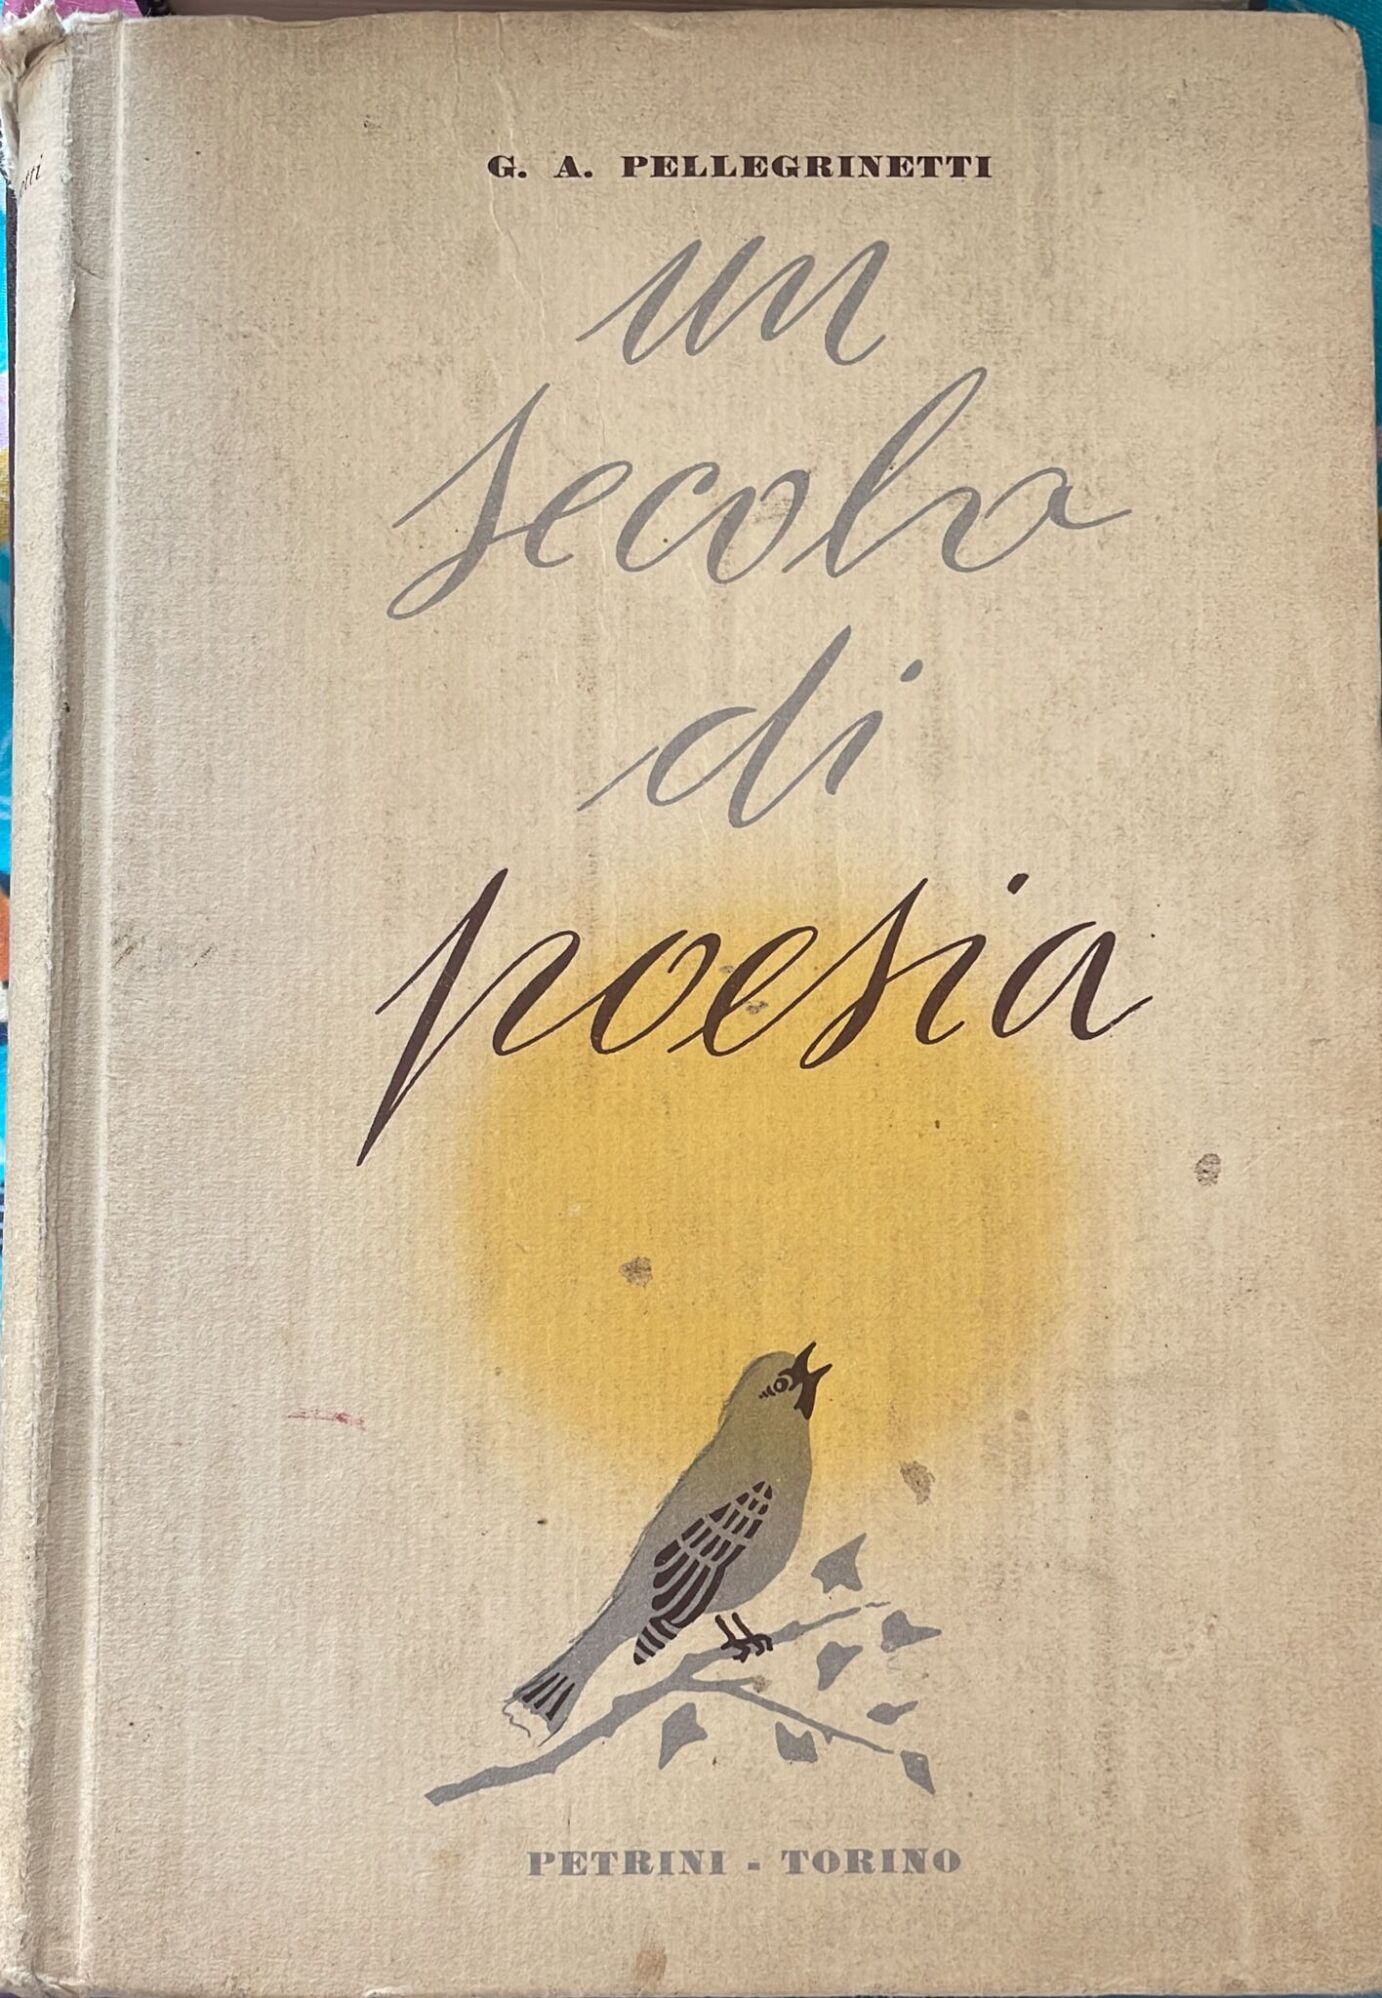 G. A. PELLEGRINETTI
un
secolo
di
poesia
PETRINI - TORINO